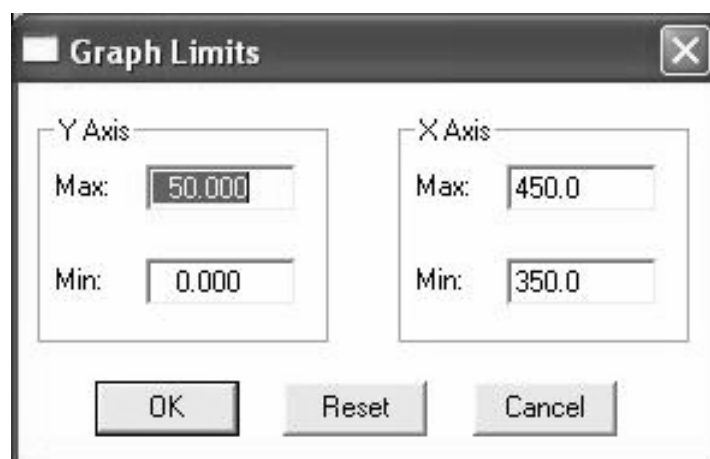 Graph Limits
Y Axis
Max: 50.000
Min: 0.000
X Axis
Max: 450.0
Min: 350.0
OK Reset Cancel